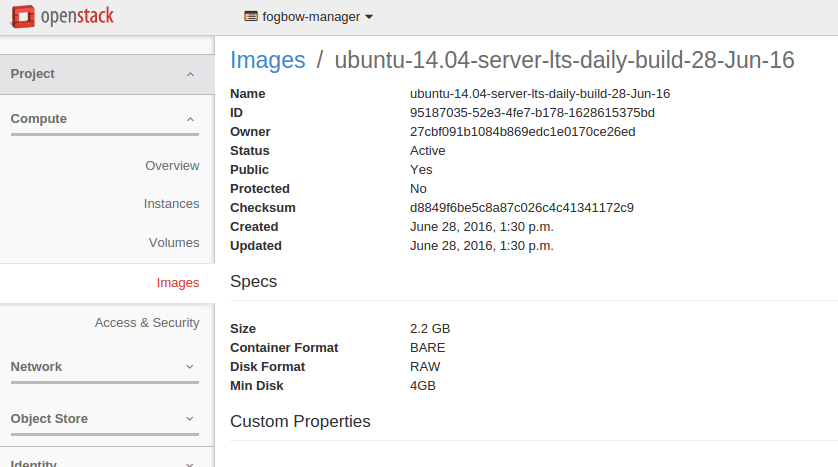 openstack
fogbow-manager
Project
Compute
Overview
Instances
Volumes
Images
Access & Security
Network
Object Store
Identity
Images / ubuntu-14.04-server-lts-daily-build-28-Jun-16
Name ubuntu-14.04-server-lts-daily-build-28-Jun-16
ID 95187035-52e3-4fe7-b178-1628615375bd
Owner 27cbf091b1084b869edc1e0170ce26ed
Status Active
Public Yes
Protected No
Checksum d8849f6be5c8a87c026c4c41341172c9
Created June 28, 2016, 1:30 p.m.
Updated June 28, 2016, 1:30 p.m.
Specs
Size 2.2 GB
Container Format BARE
Disk Format RAW
Min Disk 4GB
Custom Properties